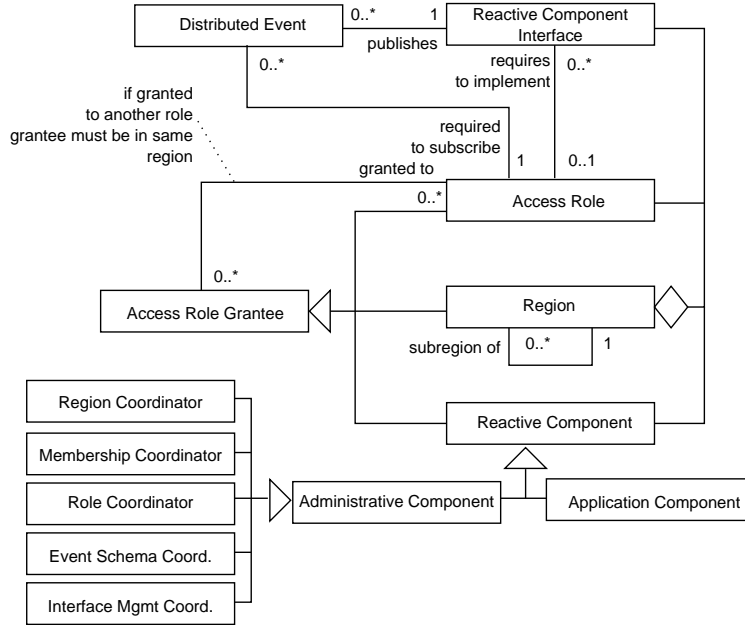 Distributed Event
0..*
1
publishes
Reactive Component
Interface
0..*
requires
to implement
0..*
if granted
to another role
grantee must be in same
region
required
to subscribe
1
0..1
granted to
0..*
Access Role
0..*
Access Role Grantee
Region
subregion of
0..*
1
Region Coordinator
Reactive Component
Membership Coordinator
Role Coordinator
Administrative Component
Application Component
Event Schema Coord.
Interface Mgmt Coord.